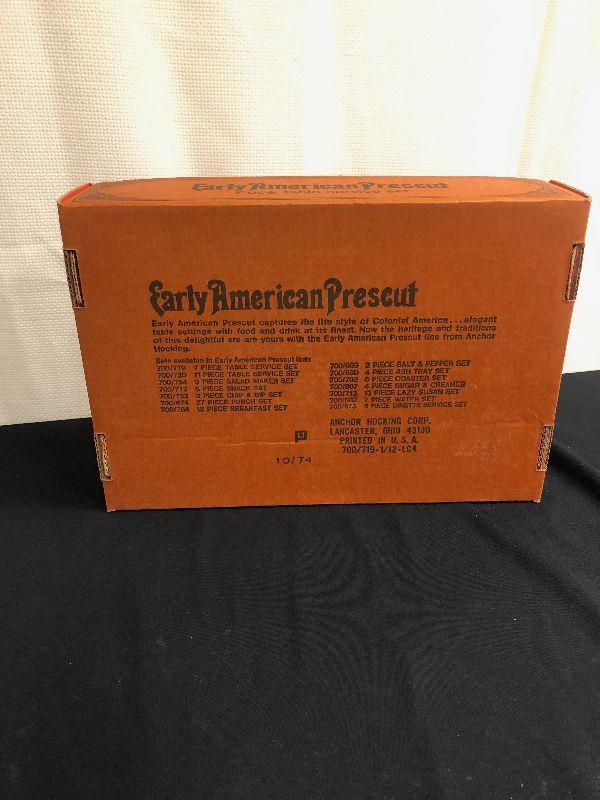 Early American Prescut
7 pce table service set
Early American Prescut
Early American Prescut captures the life style of Colonial America...elegant
table settings with food and drink at its finest. Now the heritage and traditions
of this delightful era are yours with the Early American Prescut line from Anchor
Hocking.
Sets available in Early American Prescut line:
700/719 7 PIECE TABLE SERVICE SET
700/720 11 PIECE TABLE SERVICE SET
700/754 9 PIECE SALAD MAKER SET
700/712 8 PIECE SNACK SET
700/733 3 PIECE CHIP & DIP SET
700/674 27 PIECE PUNCH SET
700/764 13 PIECE BREAKFAST SET
700/699 2 PIECE SALT & PEPPER SET
700/690 4 PIECE ASH TRAY SET
700/702 6 PIECE COASTER SET
700/807 4 PIECE SUGAR & CREAMER
700/713 13 PIECE LAZY SUSAN SET
7 PIECE WATER SET
700/673 5 PIECE DINETTE SERVICE SET
ANCHOR HOCKING CORP.
LANCASTER, OHIO 43130
PRINTED IN U.S.A.
700/719-1/12-LC4
10/74